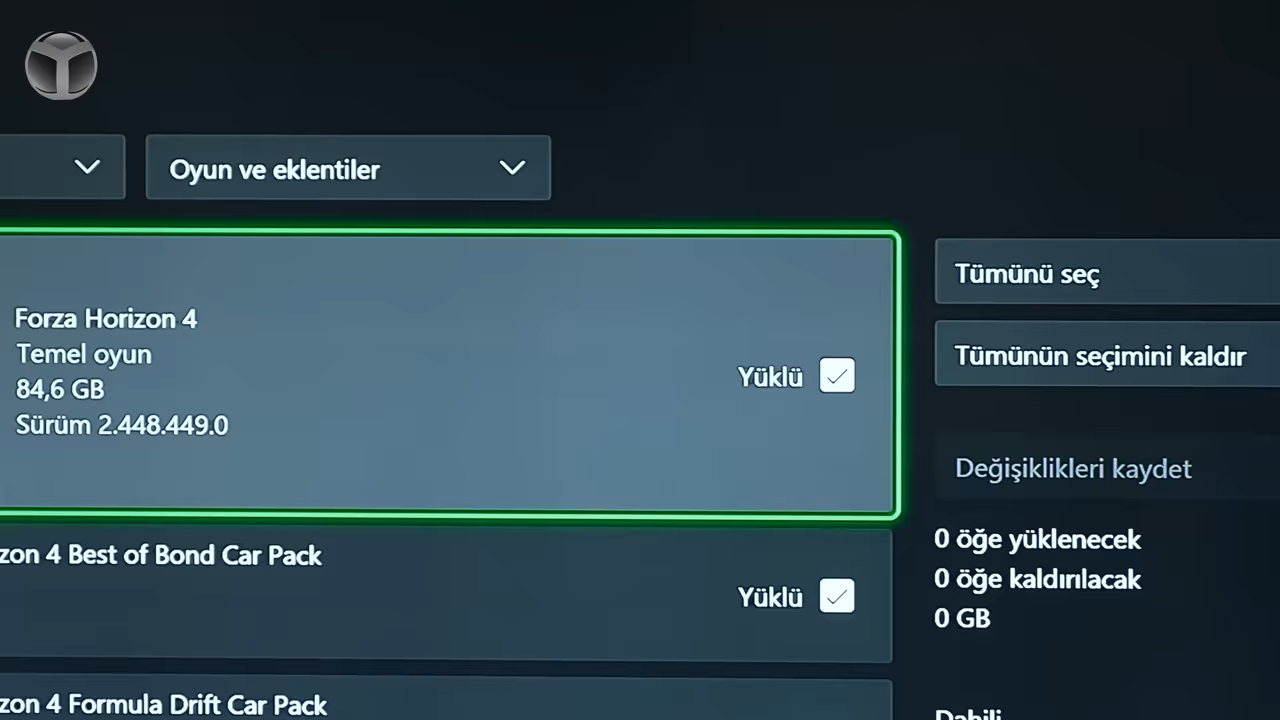 Oyun ve eklentiler
Forza Horizon 4
Temel oyun
84,6 GB
Sürüm 2.448.449.0
Yüklü
zon 4 Best of Bond Car Pack
Yüklü
zon 4 Formula Drift Car Pack
Tümünü seç
Tümünün seçimini kaldır
Değişiklikleri kaydet
0 öğe yüklenecek
0 öğe kaldırılacak
0 GB
Dahili